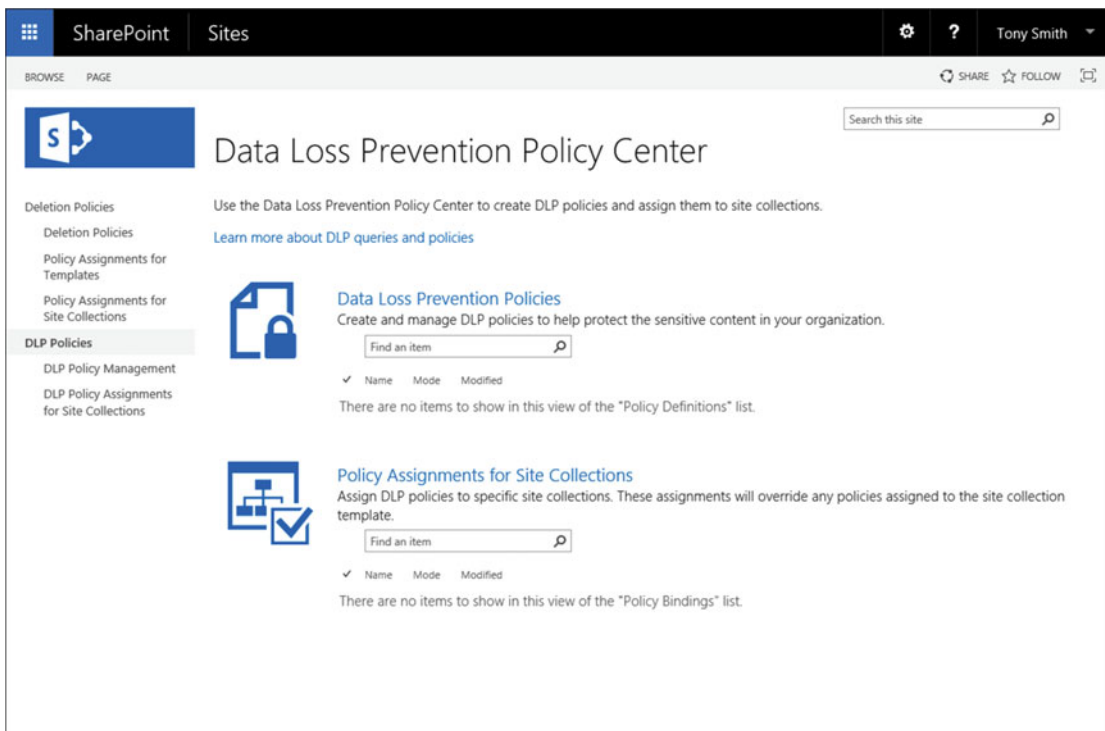 SharePoint Sites ? Tony Smith
BROWSE PAGE SHARE FOLLOW
S
Search this site
Data Loss Prevention Policy Center
Deletion Policies
Deletion Policies
Policy Assignments for
Templates
Policy Assignments for
Site Collections
DLP Policies
DLP Policy Management
DLP Policy Assignments
for Site Collections
Use the Data Loss Prevention Policy Center to create DLP policies and assign them to site collections.
Learn more about DLP queries and policies
Data Loss Prevention Policies
Create and manage DLP policies to help protect the sensitive content in your organization.
Find an item
Name Mode Modified
There are no items to show in this view of the "Policy Definitions" list.
Policy Assignments for Site Collections
Assign DLP policies to specific site collections. These assignments will override any policies assigned to the site collection
template.
Find an item
Name Mode Modified
There are no items to show in this view of the "Policy Bindings" list.